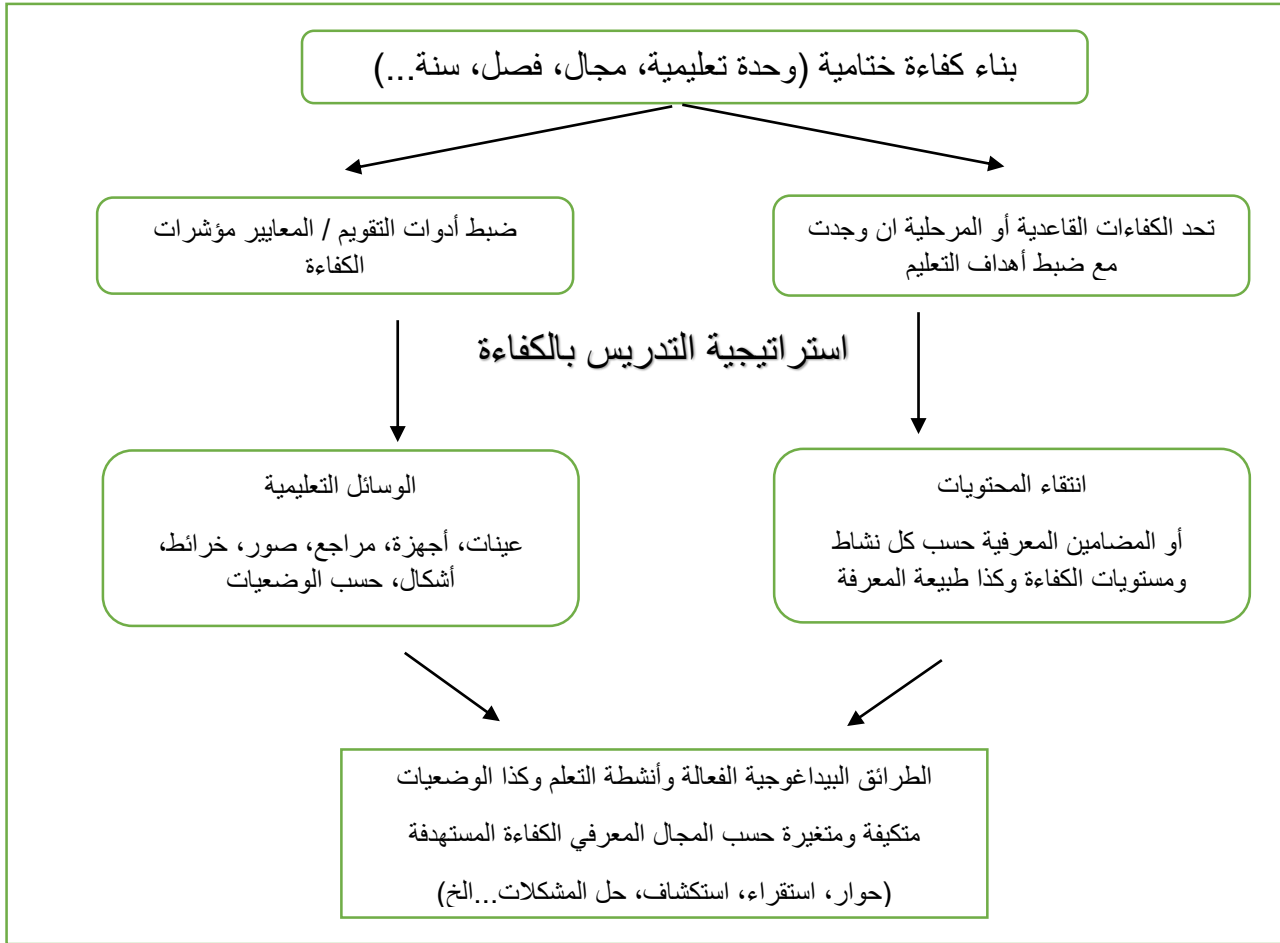 بناء كفاءة ختامية (وحدة تعليمية، مجال، فصل، سنة...)
تحد الكفاءات القاعدية أو المرحلية ان وجدت
مع ضبط أهداف التعليم
ضبط أدوات التقويم / المعايير مؤشرات
الكفاءة
استراتيجية التدريس بالكفاءة
انتقاء المحتويات
أو المضامين المعرفية حسب كل نشاط
ومستويات الكفاءة وكذا طبيعة المعرفة
الوسائل التعليمية
عينات، أجهزة، مراجع، صور، خرائط،
أشكال، حسب الوضعيات
الطرائق البيداغوجية الفعالة وأنشطة التعلم وكذا الوضعيات
متكيفة ومتغيرة حسب المجال المعرفي الكفاءة المستهدفة
(حوار، استقراء، استكشاف، حل المشكلات...الخ)